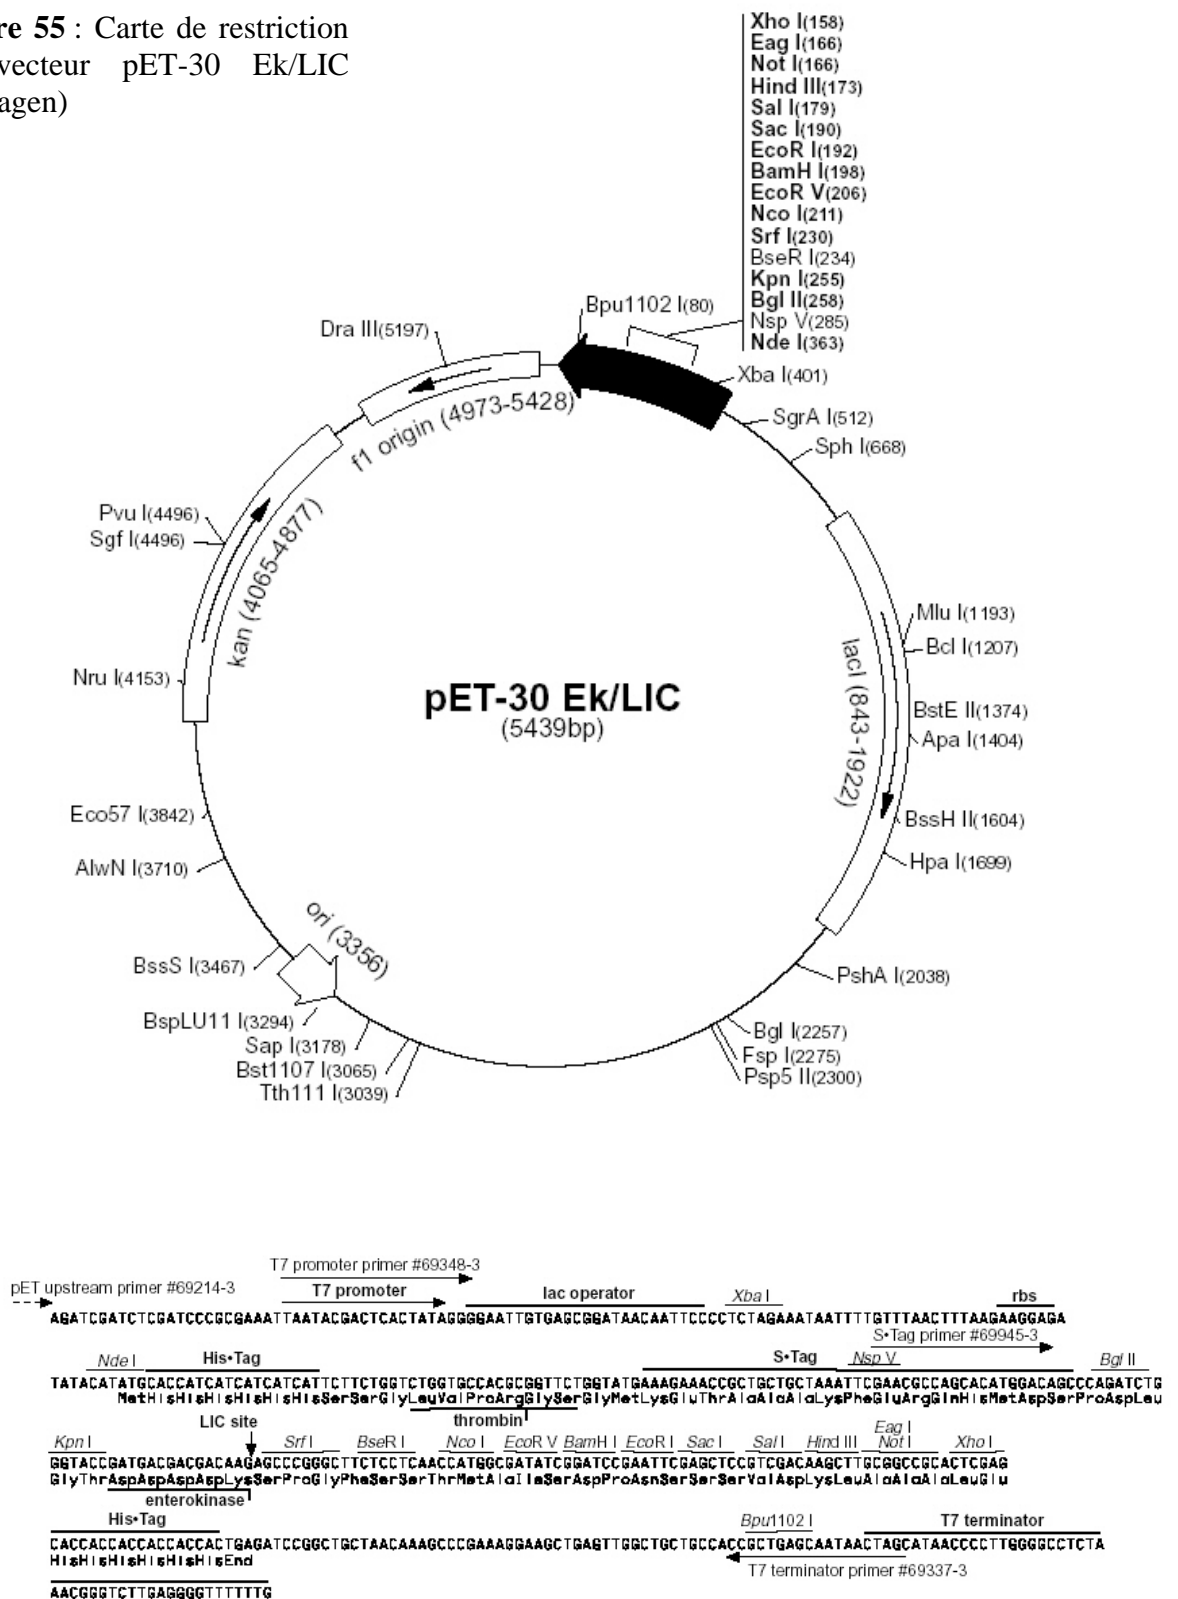 re 55 : Carte de restriction
vecteur pET-30 Ek/LIC
agen)
Xho I(158)
Eag I(166)
Not I(166)
Hind III(173)
Sal I(179)
Sac I(190)
EcoR I(192)
BamH I(198)
EcoR V(206)
Nco I(211)
Srf I(230)
BseR I(234)
Kpn I(255)
Bgl II(258)
Nsp V(285)
Nde I(363)
Bpu1102 I(80)
Dra III(5197)
Xba I(401)
SgrA I(512)
Sph I(668)
f1 origin (4973-5428)
Pvu I(4496)
Sgf I(4496)
kan (4065-4877)
Nru I(4153)
Mlu I(1193)
Bcl I(1207)
lacI (843-1922)
pET-30 Ek/LIC
(5439bp)
BstE II(1374)
Apa I(1404)
Eco57 I(3842)
BssH II(1604)
AlwN I(3710)
Hpa I(1699)
ori (3356)
BssS I(3467)
PshA I(2038)
BspLU11 I(3294)
Sap I(3178)
Bst1107 I(3065)
Tth111 I(3039)
Bgl I(2257)
Fsp I(2275)
Psp5 II(2300)
T7 promoter primer #69348-3
pET upstream primer #69214-3
T7 promoter lac operator Xba I rbs
AGATCGATCTCGATCCCGCGAAATTAATACGACTCACTATAGGGGAATTGTGAGCGGATAACAATTCCCCTCTAGAAATAATTTTGTTTAACTTTAAGAAGGAGA
S•Tag primer #69945-3
Nde I His•Tag S•Tag Nsp V Bgl II
TATACATATGCACCATCATCATCATCATTCTTCTGGTCTGGTGCCACGCGGTTCTGGTATGAAAGAAACCGCTGCTGCTAAATTCGAACGCCAGCACATGGACAGCCCAGATCTG
MetHisHisHisHisHisHisSerSerGlyLeuValProArgGlySerGlyMetLysGluThrAlaAlaAlaLysPheGluArgGlnHisMetAspSerProAspLeu
LIC site thrombin
Kpn I Srf I BseR I Nco I EcoR V BamH I EcoR I Sac I Sal I Hind III Eag I Not I Xho I
GGTACCGATGACGACGACAAGAGCCCGGGCTTCTCCTCAACCATGGCGATATCGGATCCGAATTCGAGCTCCGTCGACAAGCTTGCGGCCGCACTCGAG
GlyThrAspAspAspAspLysSerProGlyPheSerSerThrMetAlaIleSerAspProAsnSerSerSerValAspLysLeuAlaAlaAlaLeuGlu
enterokinase
His•Tag Bpu1102 I T7 terminator
CACCACCACCACCACCACTGAGATCCGGCTGCTAACAAAGCCCGAAAGGAAGCTGAGTTGGCTGCTGCCACCGCTGAGCAATAACTAGCATAACCCCTTGGGGCCTCTA
HisHisHisHisHisHisEnd
T7 terminator primer #69337-3
AACGGGTCTTGAGGGGTTTTTTG